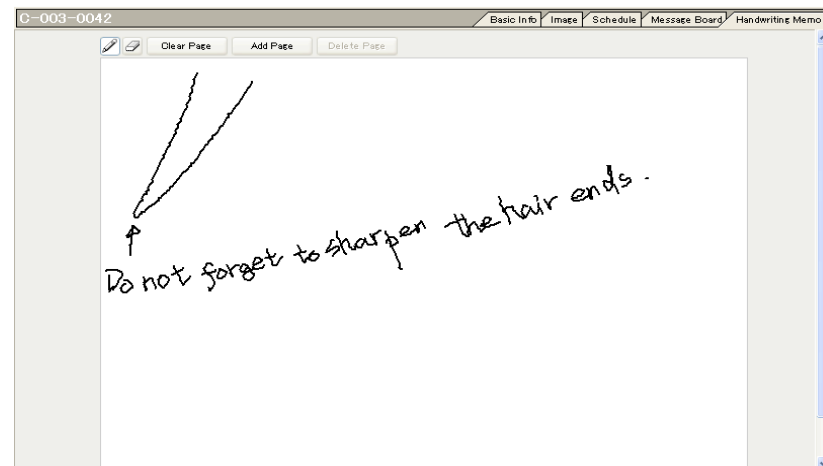 C-003-0042
Basic Info Image Schedule Message Board Handwriting Memo
Clear Page Add Page Delete Page
Do not forget to sharpen the hair ends.